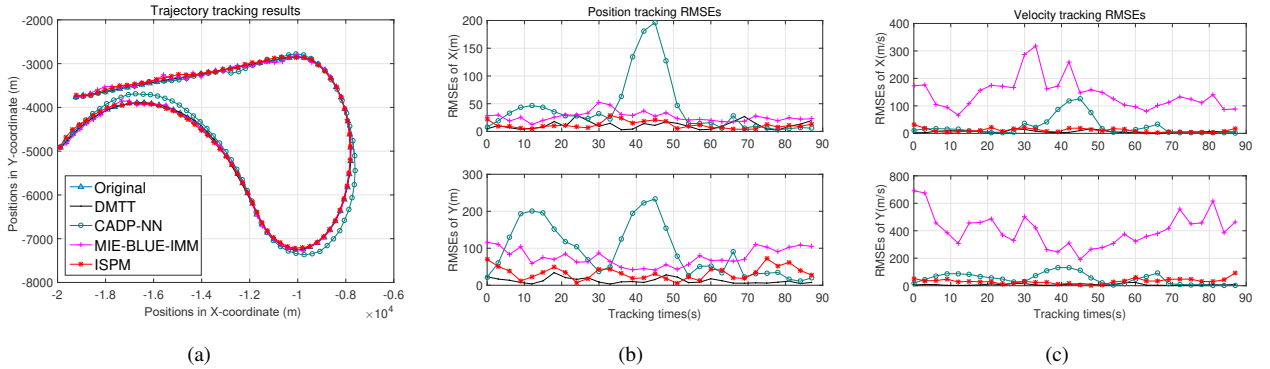 Trajectory tracking results
Positions in Y-coordinate (m)
-2000
-3000
-4000
-5000
-6000
-7000
-8000
Original
DMTT
CADP-NN
MIE-BLUE-IMM
ISPM
-2 -1.8 -1.6 -1.4 -1.2 -1 -0.8 -0.6
Positions in X-coordinate (m)
×10⁴
(a)
Position tracking RMSEs
RMSEs of X(m)
200
150
100
50
0
0 10 20 30 40 50 60 70 80 90
RMSEs of Y(m)
300
200
100
0
0 10 20 30 40 50 60 70 80 90
Tracking times(s)
(b)
Velocity tracking RMSEs
RMSEs of X(m/s)
400
300
200
100
0
0 10 20 30 40 50 60 70 80 90
RMSEs of Y(m/s)
800
600
400
200
0
0 10 20 30 40 50 60 70 80 90
Tracking times(s)
(c)